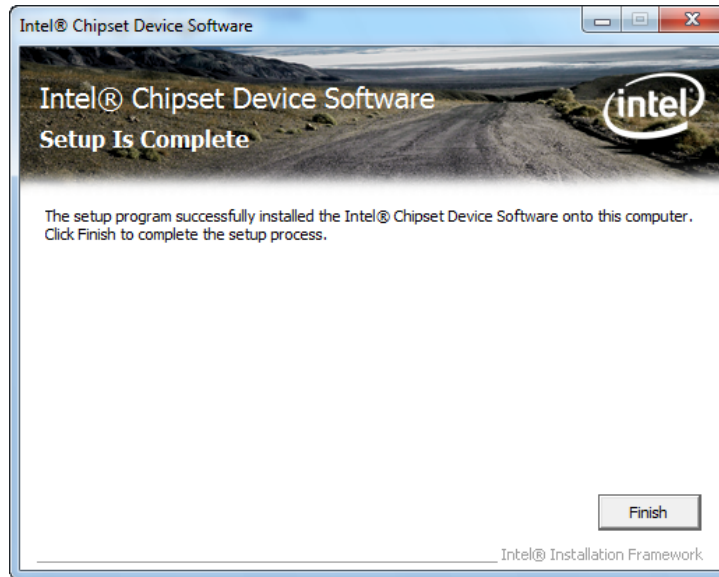 Intel® Chipset Device Software
Intel® Chipset Device Software
intel
Setup Is Complete
The setup program successfully installed the Intel® Chipset Device Software onto this computer.
Click Finish to complete the setup process.
Finish
Intel® Installation Framework